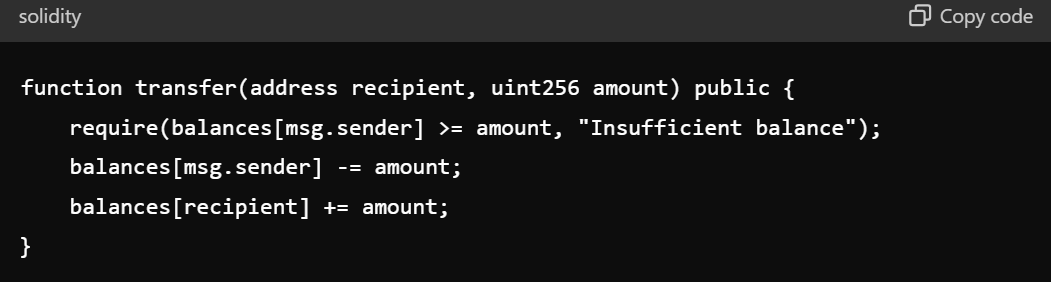 solidity
Copy code
function transfer(address recipient, uint256 amount) public {
    require(balances[msg.sender] >= amount, "Insufficient balance");
    balances[msg.sender] -= amount;
    balances[recipient] += amount;
}